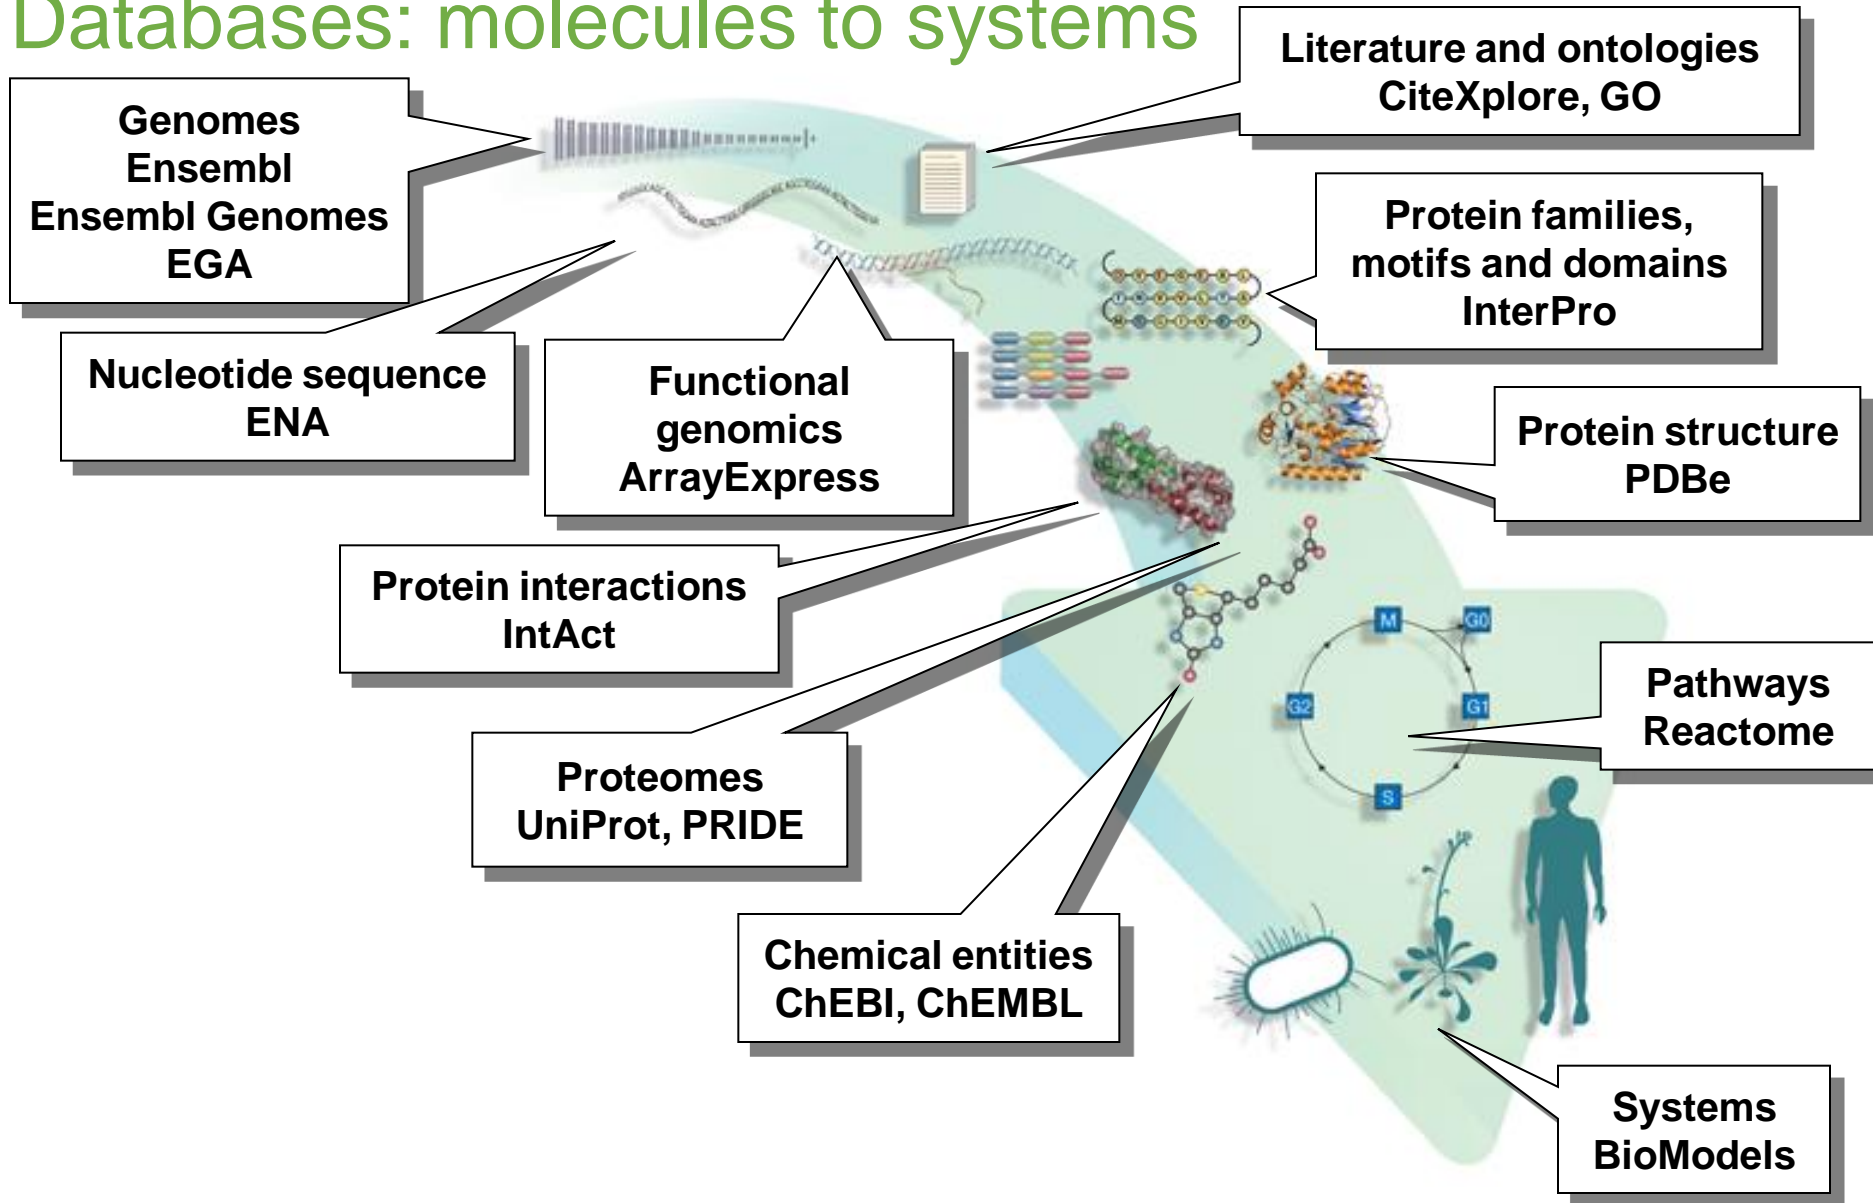 Databases: molecules to systems
Literature and ontologies
CiteXplore, GO
Genomes
Ensembl
Ensembl Genomes
EGA
Protein families,
motifs and domains
InterPro
Nucleotide sequence
ENA
Functional
genomics
ArrayExpress
Protein structure
PDBe
Protein interactions
IntAct
M
G0
G2
G1
S
Pathways
Reactome
Proteomes
UniProt, PRIDE
Chemical entities
ChEBI, ChEMBL
Systems
BioModels